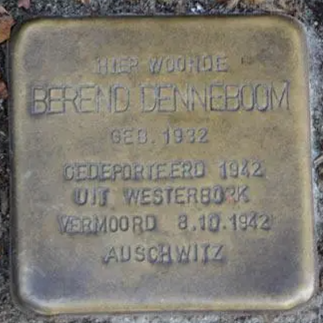 HIER WOONDE
BEREND DENNEBOOM
GEB. 1932
GEDEPORTEERD 1942
UIT WESTERBORK
VERMOORD 8.10.1942
AUSCHWITZ